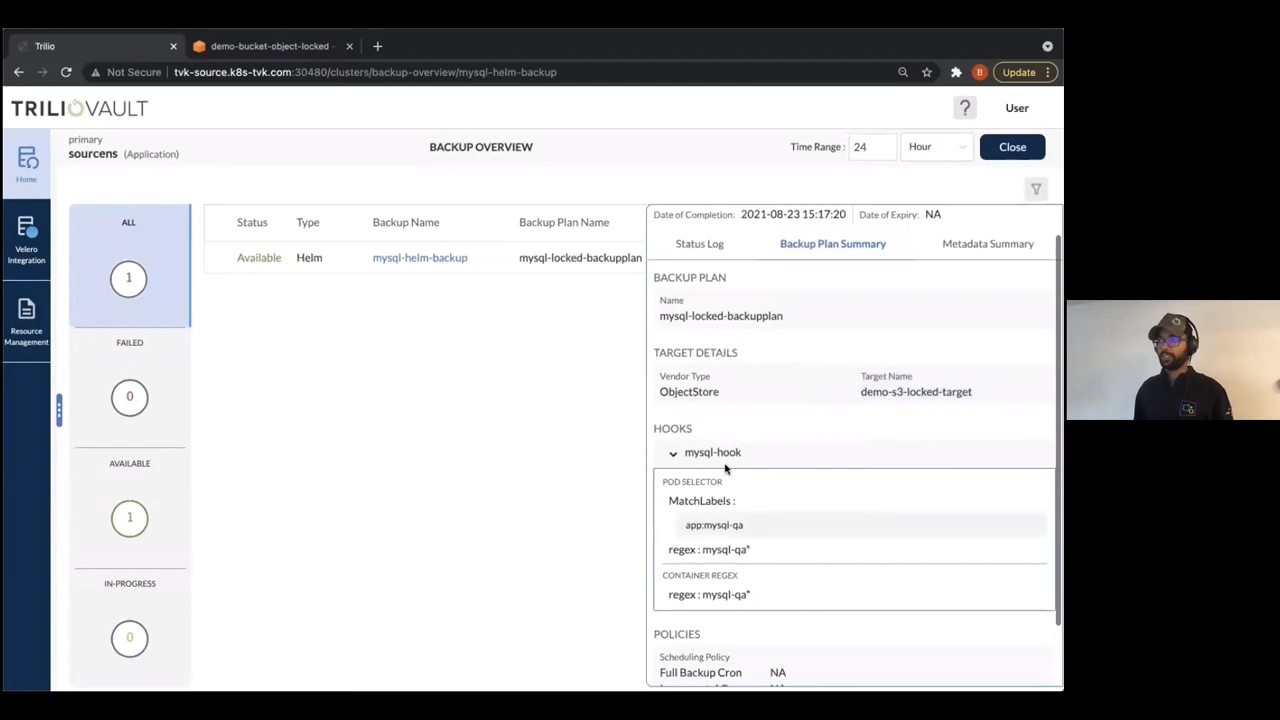 Trilio
demo-bucket-object-locked
Not Secure
tvk-source.k8s-tvk.com:30480/clusters/backup-overview/mysql-helm-backup
B
Update
TRILIOVAULT
?
User
primary
sourcens (Application)
BACKUP OVERVIEW
Time Range :
24
Hour
Close
Home
Velero
Integration
Resource
Management
ALL
1
FAILED
0
AVAILABLE
1
IN-PROGRESS
0
Status
Type
Backup Name
Backup Plan Name
Available
Helm
mysql-helm-backup
mysql-locked-backupplan
Date of Completion: 2021-08-23 15:17:20
Date of Expiry: NA
Status Log
Backup Plan Summary
Metadata Summary
BACKUP PLAN
Name
mysql-locked-backupplan
TARGET DETAILS
Vendor Type
Target Name
ObjectStore
demo-s3-locked-target
HOOKS
mysql-hook
POD SELECTOR
MatchLabels :
app:mysql-qa
regex : mysql-qa*
CONTAINER REGEX
regex : mysql-qa*
POLICIES
Scheduling Policy
Full Backup Cron
NA